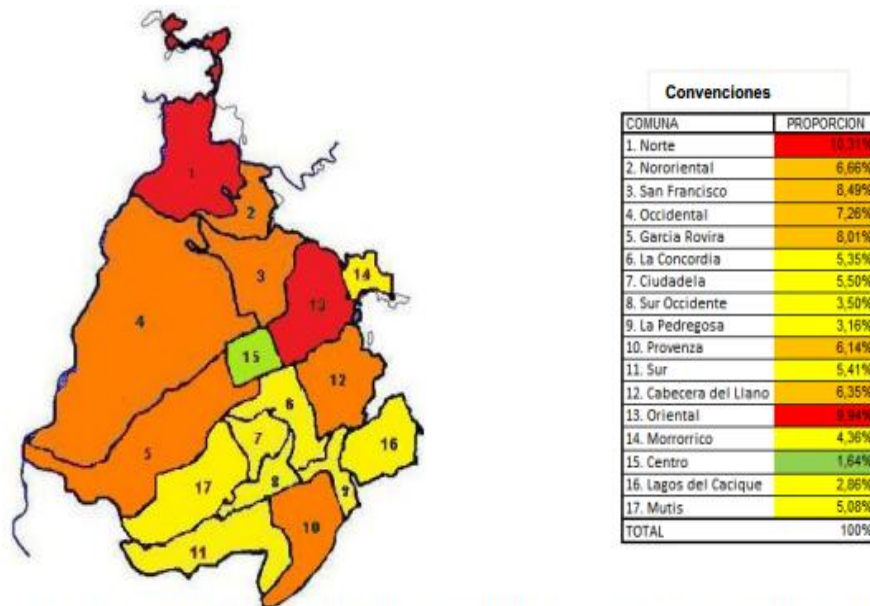 1
2
3
4
13
14
15
12
6
5
7
16
17
8
9
10
11
Convenciones
COMUNA PROPORCION
1. Norte 10,31%
2. Nororiental 6,66%
3. San Francisco 8,49%
4. Occidental 7,26%
5. Garcia Rovira 8,01%
6. La Concordia 5,35%
7. Ciudadela 5,50%
8. Sur Occidente 3,50%
9. La Pedregosa 3,16%
10. Provenza 6,14%
11. Sur 5,41%
12. Cabecera del Llano 6,35%
13. Oriental 9,94%
14. Morrorrico 4,36%
15. Centro 1,64%
16. Lagos del Cacique 2,86%
17. Mutis 5,08%
TOTAL 100%